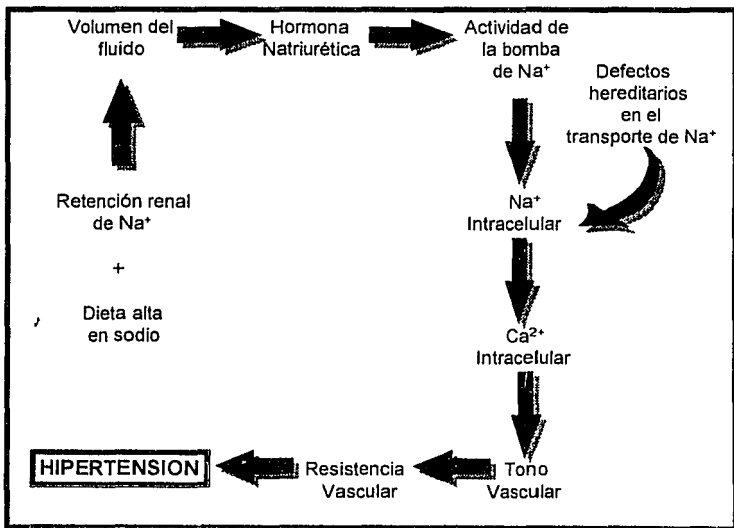 Volumen del
fluido
Hormona
Natriurética
Actividad de
la bomba
de Na⁺
Defectos
hereditarios
en el
transporte de Na⁺
Retención renal
de Na⁺
+
Dieta alta
en sodio
Na⁺
Intracelular
Ca²⁺
Intracelular
Tono
Vascular
Resistencia
Vascular
HIPERTENSION